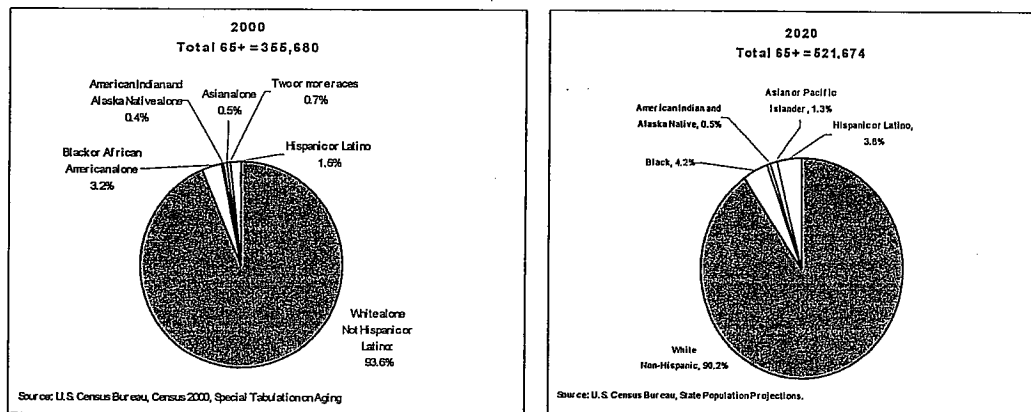 2000
Total 65+ = 355,680
American Indian and
Alaska Native alone
0.4%
Asian alone
0.5%
Two or more races
0.7%
Black or African
American alone
3.2%
Hispanic or Latino
1.6%
White alone
Not Hispanic or
Latino:
93.6%
Source: U.S. Census Bureau, Census 2000, Special Tabulation on Aging
2020
Total 65+ = 521,674
American Indian and
Alaska Native, 0.5%
Asian or Pacific
Islander, 1.3%
Hispanic or Latino,
3.8%
Black, 4.2%
White
Non-Hispanic, 90.2%
Source: U.S. Census Bureau, State Population Projections.